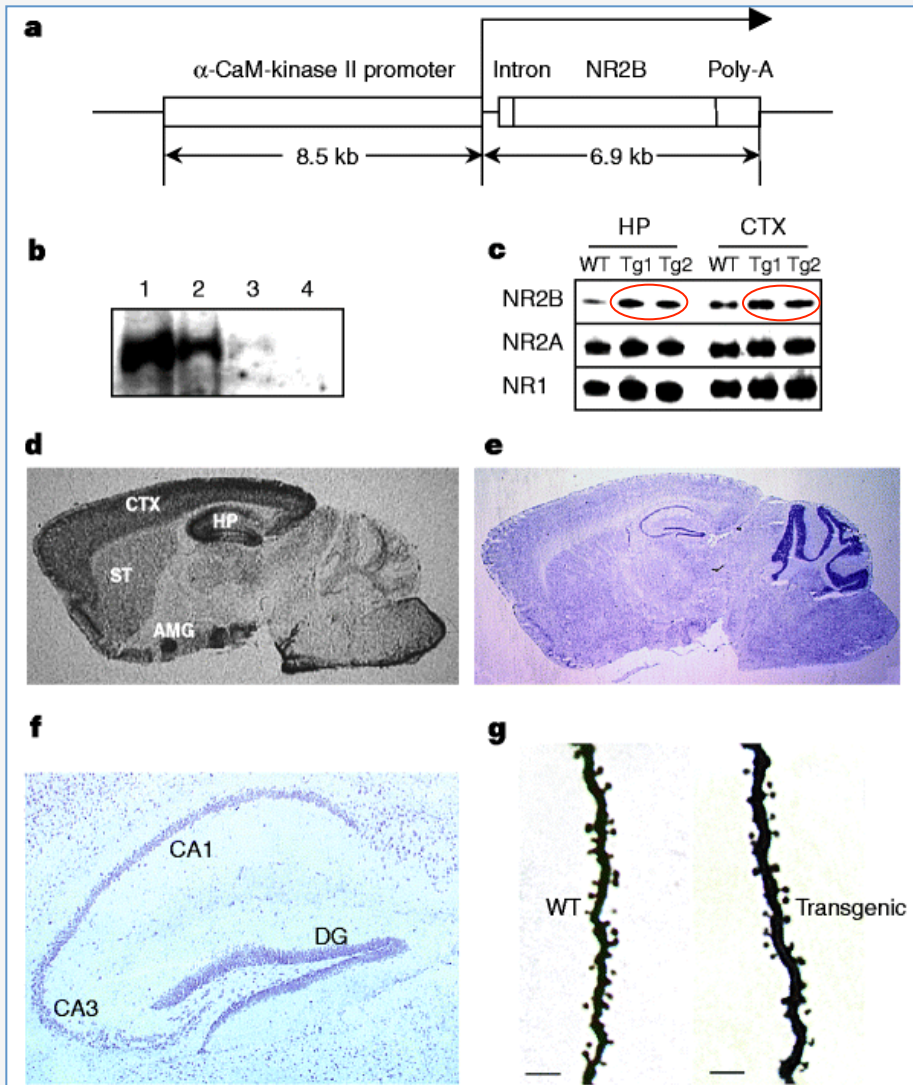 a
α-CaM-kinase II promoter Intron NR2B Poly-A
8.5 kb 6.9 kb
b
1 2 3 4
c
HP CTX
WT Tg1 Tg2 WT Tg1 Tg2
NR2B
NR2A
NR1
d
CTX
HP
ST
AMG
e
f
CA1
DG
CA3
g
WT
Transgenic